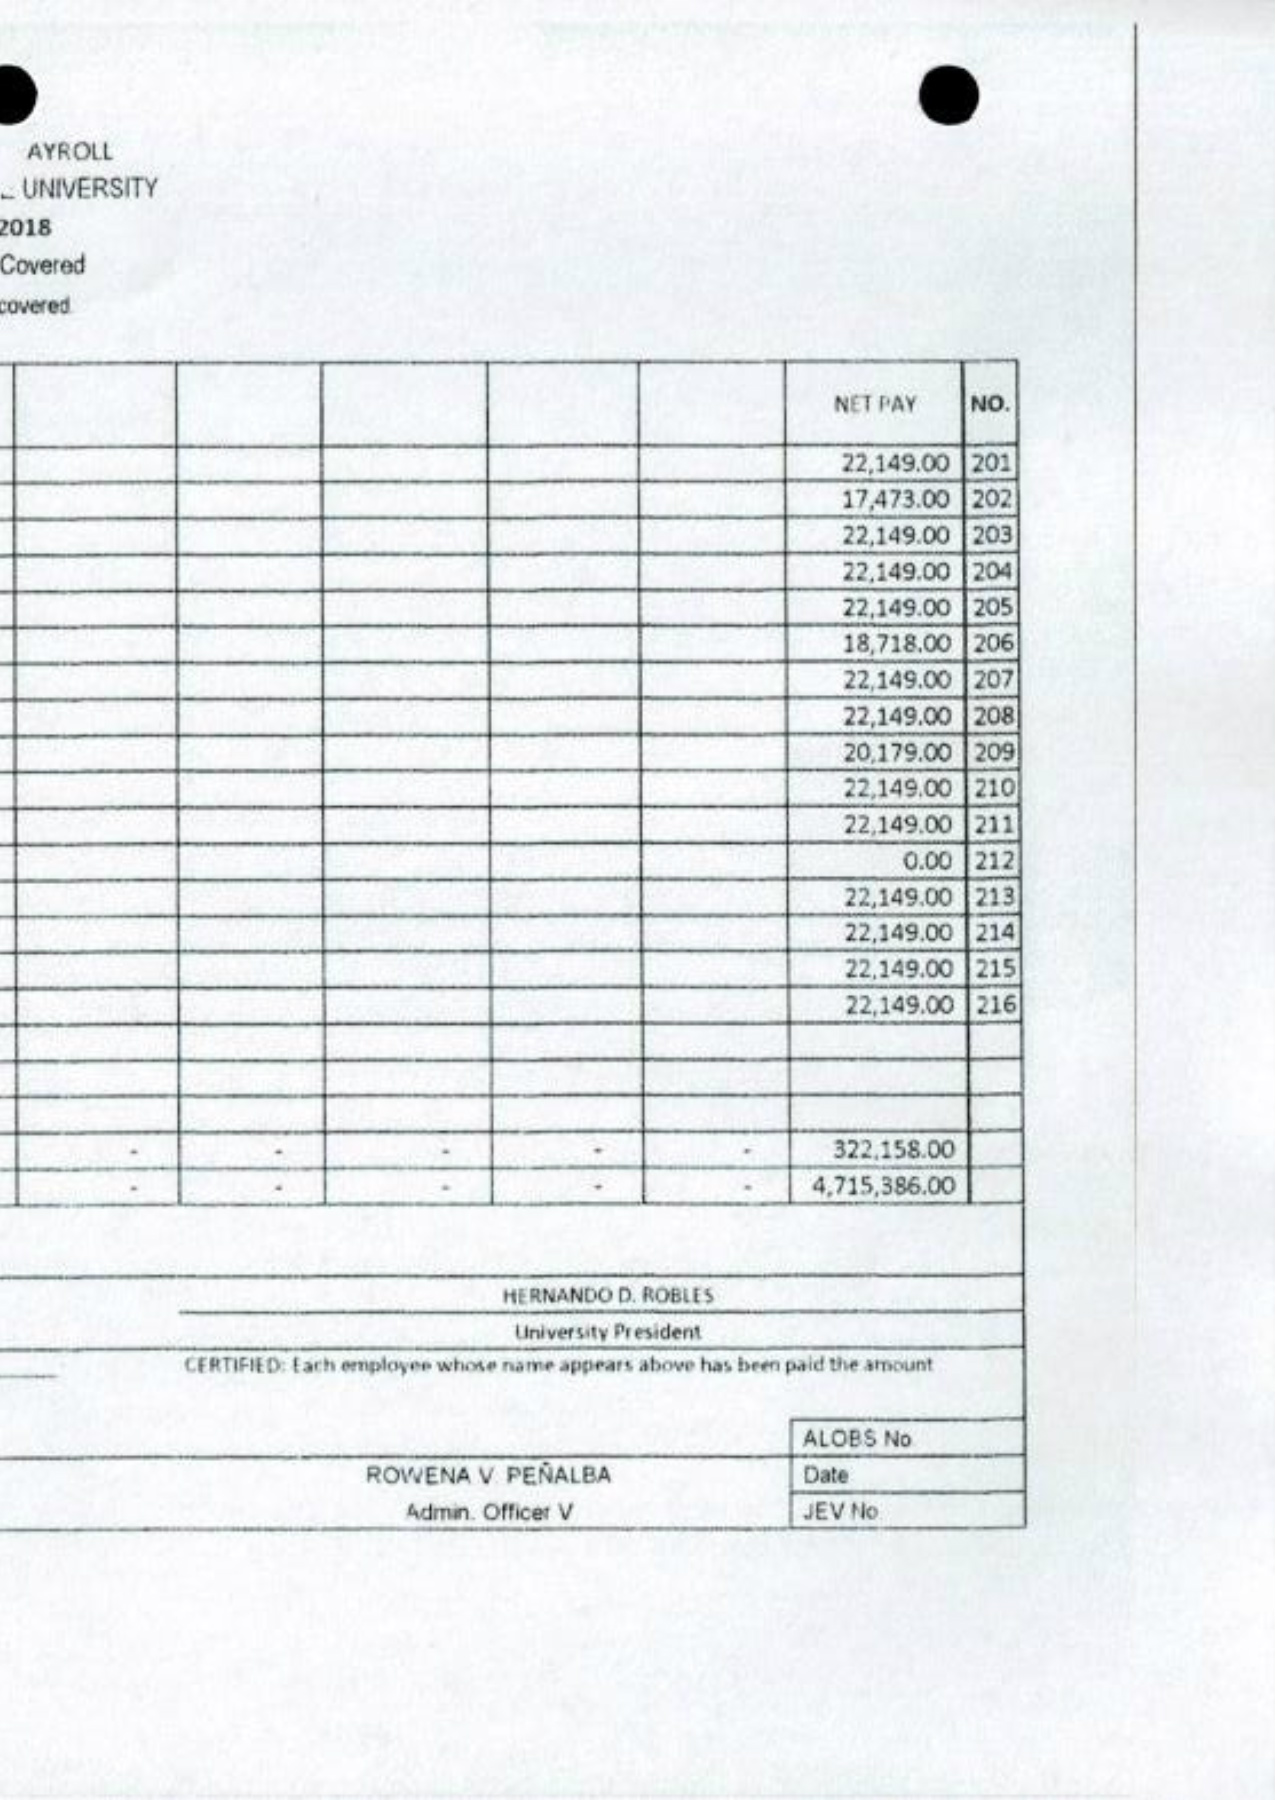 AYROLL
UNIVERSITY
2018
Covered
covered
NET PAY NO.
22,149.00 201
17,473.00 202
22,149.00 203
22,149.00 204
22,149.00 205
18,718.00 206
22,149.00 207
22,149.00 208
20,179.00 209
22,149.00 210
22,149.00 211
0.00 212
22,149.00 213
22,149.00 214
22,149.00 215
22,149.00 216
- - - - - 322,158.00
- - - - - 4,715,386.00
HERNANDO D. ROBLES
University President
CERTIFIED: Each employee whose name appears above has been paid the amount
ALOBS No
ROWENA V. PEÑALBA Date
Admin. Officer V JEV No